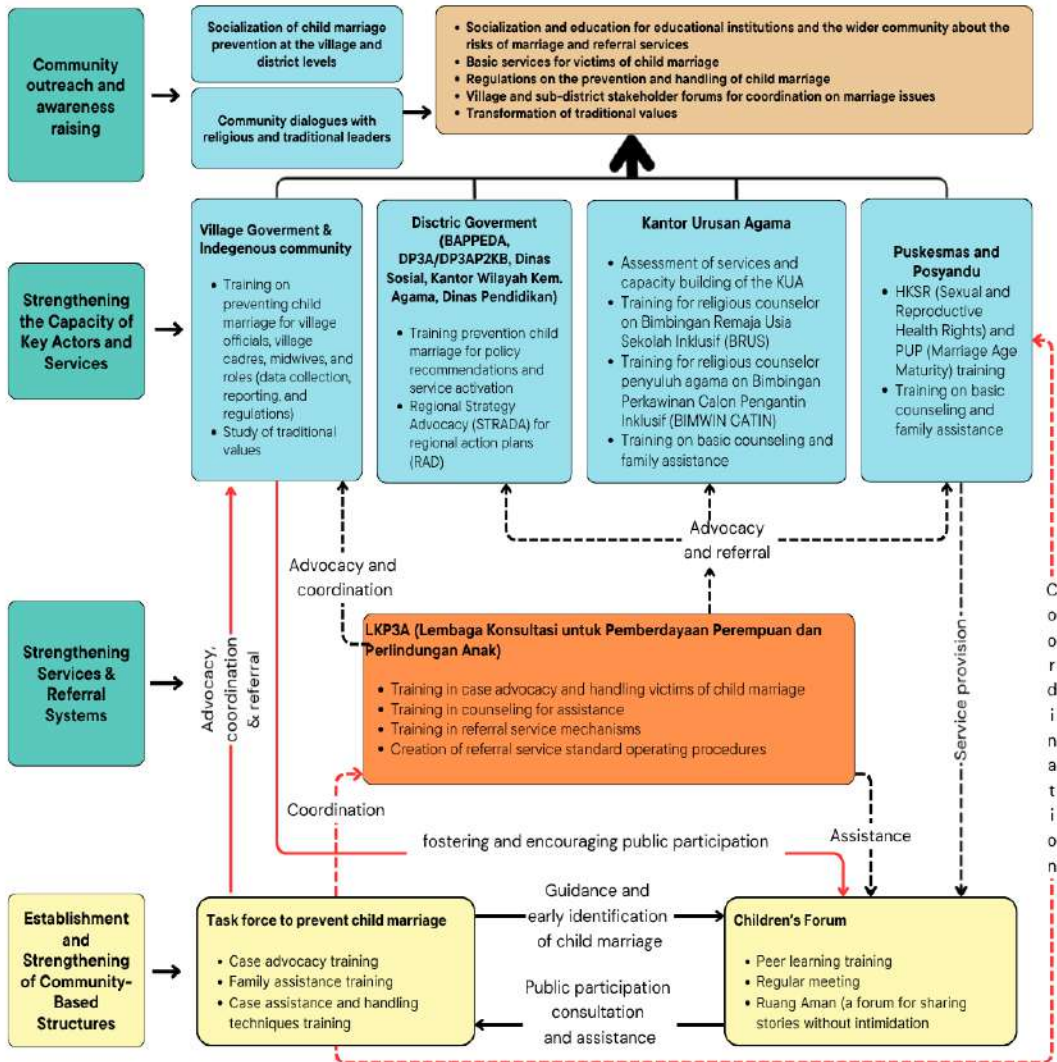 Community
outreach and
awareness
raising
Socialization of child marriage
prevention at the village and
district levels
Community dialogues with
religious and traditional leaders
• Socialization and education for educational institutions and the wider community about the
risks of marriage and referral services
• Basic services for victims of child marriage
• Regulations on the prevention and handling of child marriage
• Village and sub-district stakeholder forums for coordination on marriage issues
• Transformation of traditional values
Strengthening
the Capacity of
Key Actors and
Services
Village Goverment &
Indegenous community
• Training on
preventing child
marriage for village
officials, village
cadres, midwives, and
roles (data collection,
reporting, and
regulations)
• Study of traditional
values
Disctric Goverment
(BAPPEDA,
DP3A/DP3AP2KB, Dinas
Sosial, Kantor Wilayah Kem.
Agama, Dinas Pendidikan)
• Training prevention child
marriage for policy
recommendations and
service activation
• Regional Strategy
Advocacy (STRADA) for
regional action plans
(RAD)
Kantor Urusan Agama
• Assessment of services and
capacity building of the KUA
• Training for religious counselor
on Bimbingan Remaja Usia
Sekolah Inklusif (BRUS)
• Training for religious counselor
penyuluh agama on Bimbingan
Perkawinan Calon Pengantin
Inklusif (BIMWIN CATIN)
• Training on basic counseling and
family assistance
Puskesmas and
Posyandu
• HKSR (Sexual and
Reproductive
Health Rights) and
PUP (Marriage Age
Maturity) training
• Training on basic
counseling and
family assistance
Advocacy and
coordination
Advocacy
and referral
Strengthening
Services &
Referral
Systems
Advocacy,
coordination
& referral
LKP3A (Lembaga Konsultasi untuk Pemberdayaan Perempuan dan
Perlindungan Anak)
• Training in case advocacy and handling victims of child marriage
• Training in counseling for assistance
• Training in referral service mechanisms
• Creation of referral service standard operating procedures
Service provision
Coordination
Coordination
Assistance
fostering and encouraging public participation
Establishment
and
Strengthening
of Community-
Based
Structures
Task force to prevent child marriage
• Case advocacy training
• Family assistance training
• Case assistance and handling
techniques training
Guidance and
early identification
of child marriage
Public participation
consultation
and assistance
Children's Forum
• Peer learning training
• Regular meeting
• Ruang Aman (a forum for sharing
stories without intimidation